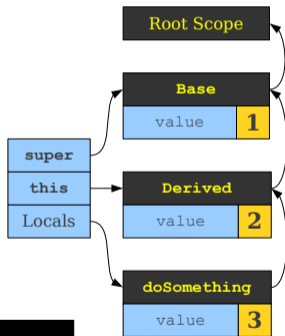 Root Scope
Base
value 1
super
this
Locals
Derived
value 2
doSomething
value 3